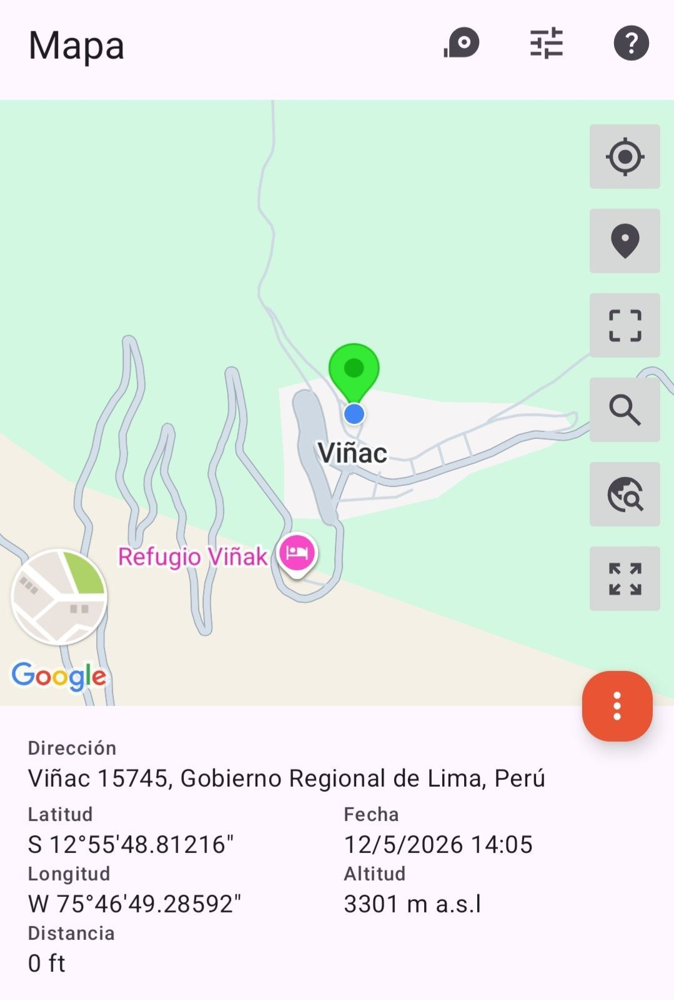 Mapa
Viñac
Refugio Viñak
Google
Dirección
Viñac 15745, Gobierno Regional de Lima, Perú
Latitud
S 12°55'48.81216"
Fecha
12/5/2026 14:05
Longitud
W 75°46'49.28592"
Altitud
3301 m a.s.l
Distancia
0 ft